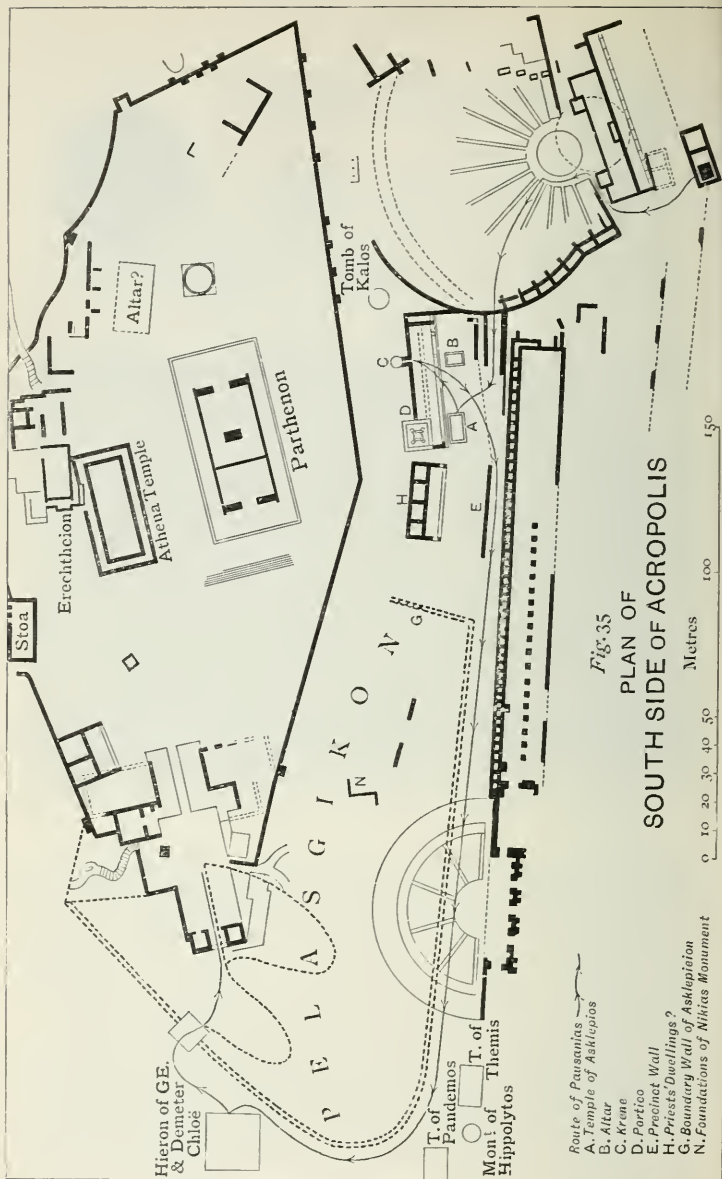 Stoa
Erechtheion
Athena Temple
Altar?
Parthenon
Tomb of
Kalos
C
D
B
A
H
E
G
N
PELASGIKON
Hieron of GE.
& Demeter
Chloë
T. of
Pandemos
T. of
Themis
Mont. of
Hippolytos
Route of Pausanias
A. Temple of Asklepios
B. Altar
C. Krene
D. Portico
E. Precinct Wall
H. Priests' Dwellings?
G. Boundary Wall of Asklepieion
N. Foundations of Nikias Monument
Fig. 35
PLAN OF
SOUTH SIDE OF ACROPOLIS
Metres
0 10 20 30 40 50 100 150